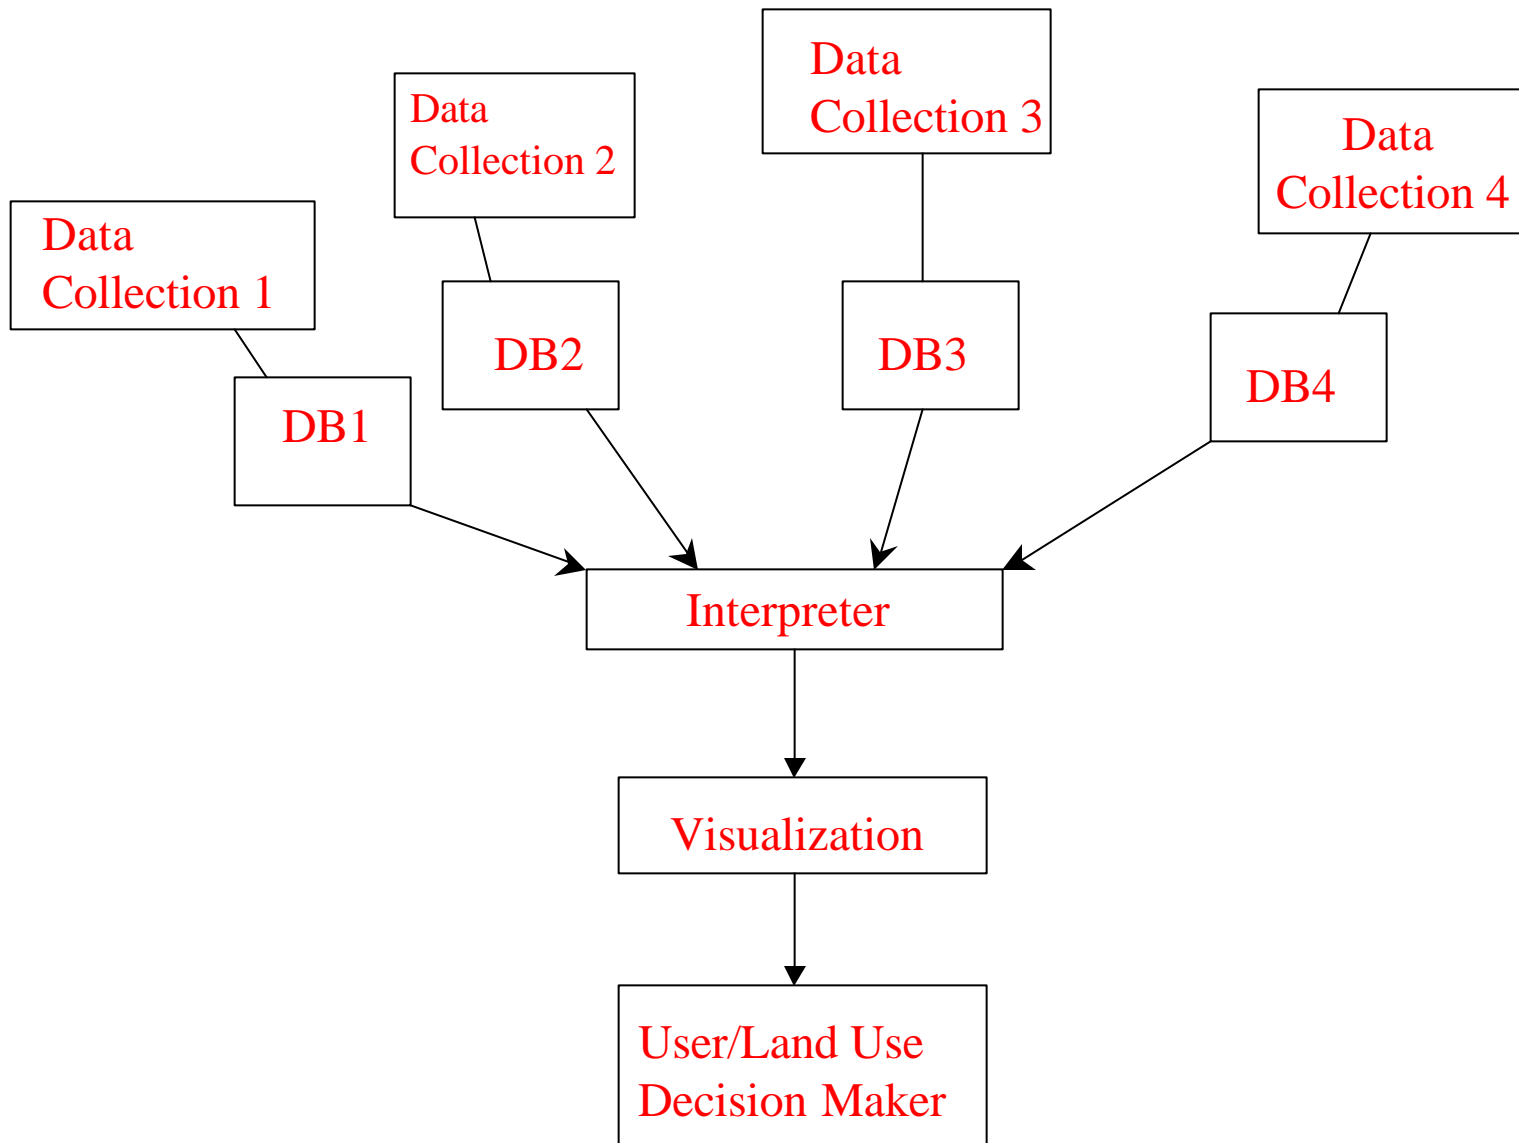 Data
Collection 1
Data
Collection 2
Data
Collection 3
Data
Collection 4
DB1
DB2
DB3
DB4
Interpreter
Visualization
User/Land Use
Decision Maker